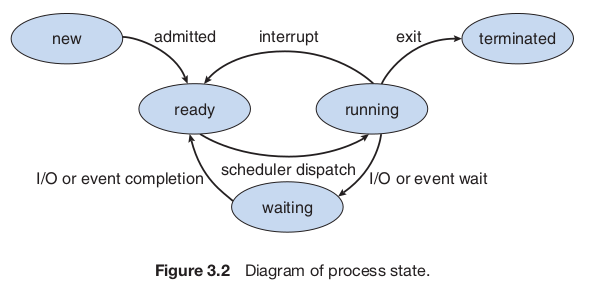 new
admitted
interrupt
exit
terminated
ready
running
scheduler dispatch
I/O or event completion
I/O or event wait
waiting
Figure 3.2 Diagram of process state.